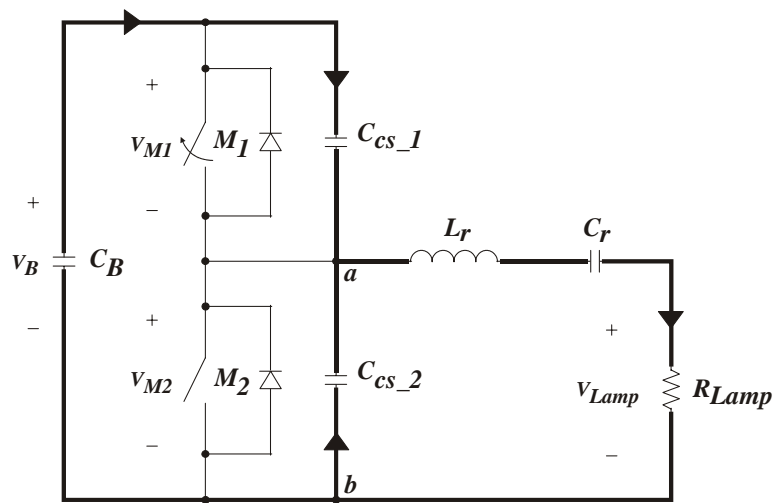 +
V_M1
M_1
−
C_cs_1
+
V_B
C_B
−
L_r
C_r
a
+
V_M2
M_2
−
C_cs_2
+
V_Lamp
R_Lamp
−
b